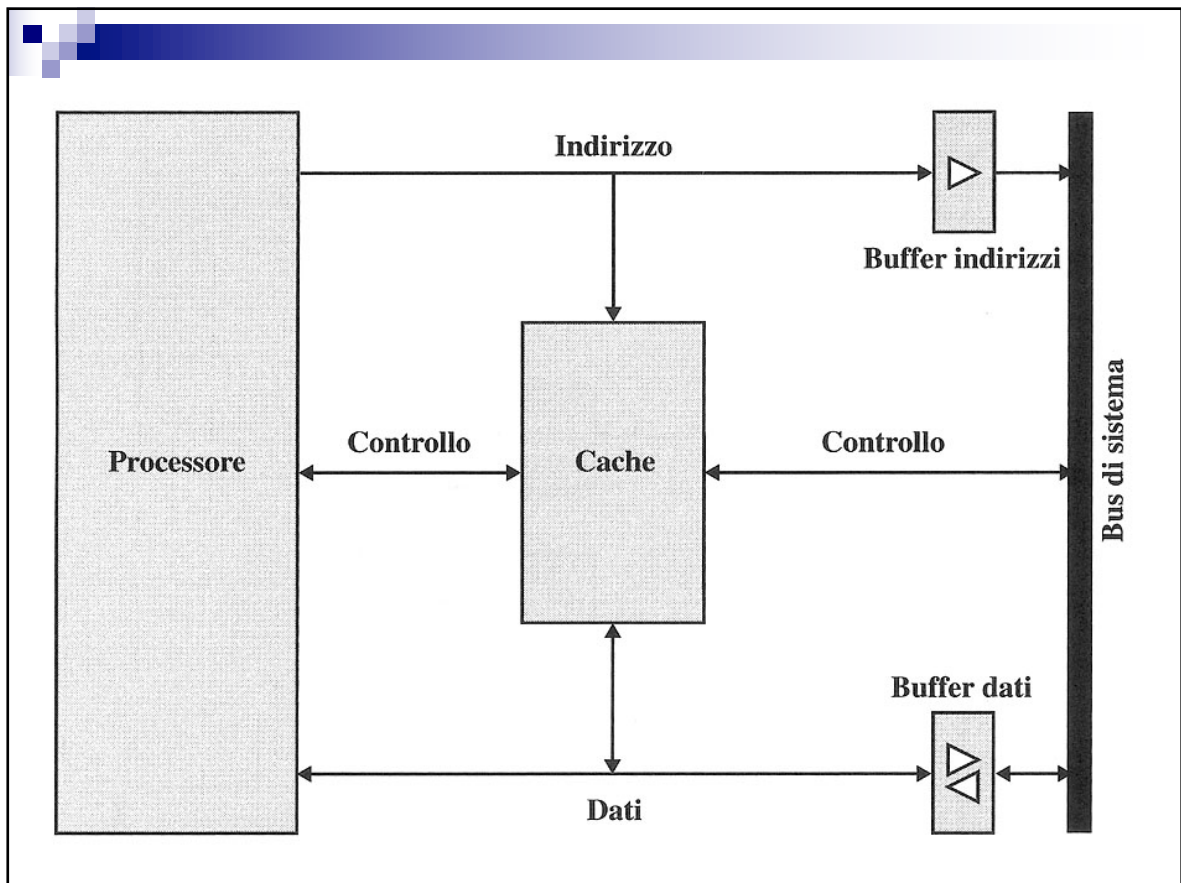 Indirizzo
Buffer indirizzi
Processore
Controllo
Cache
Controllo
Bus di sistema
Buffer dati
Dati